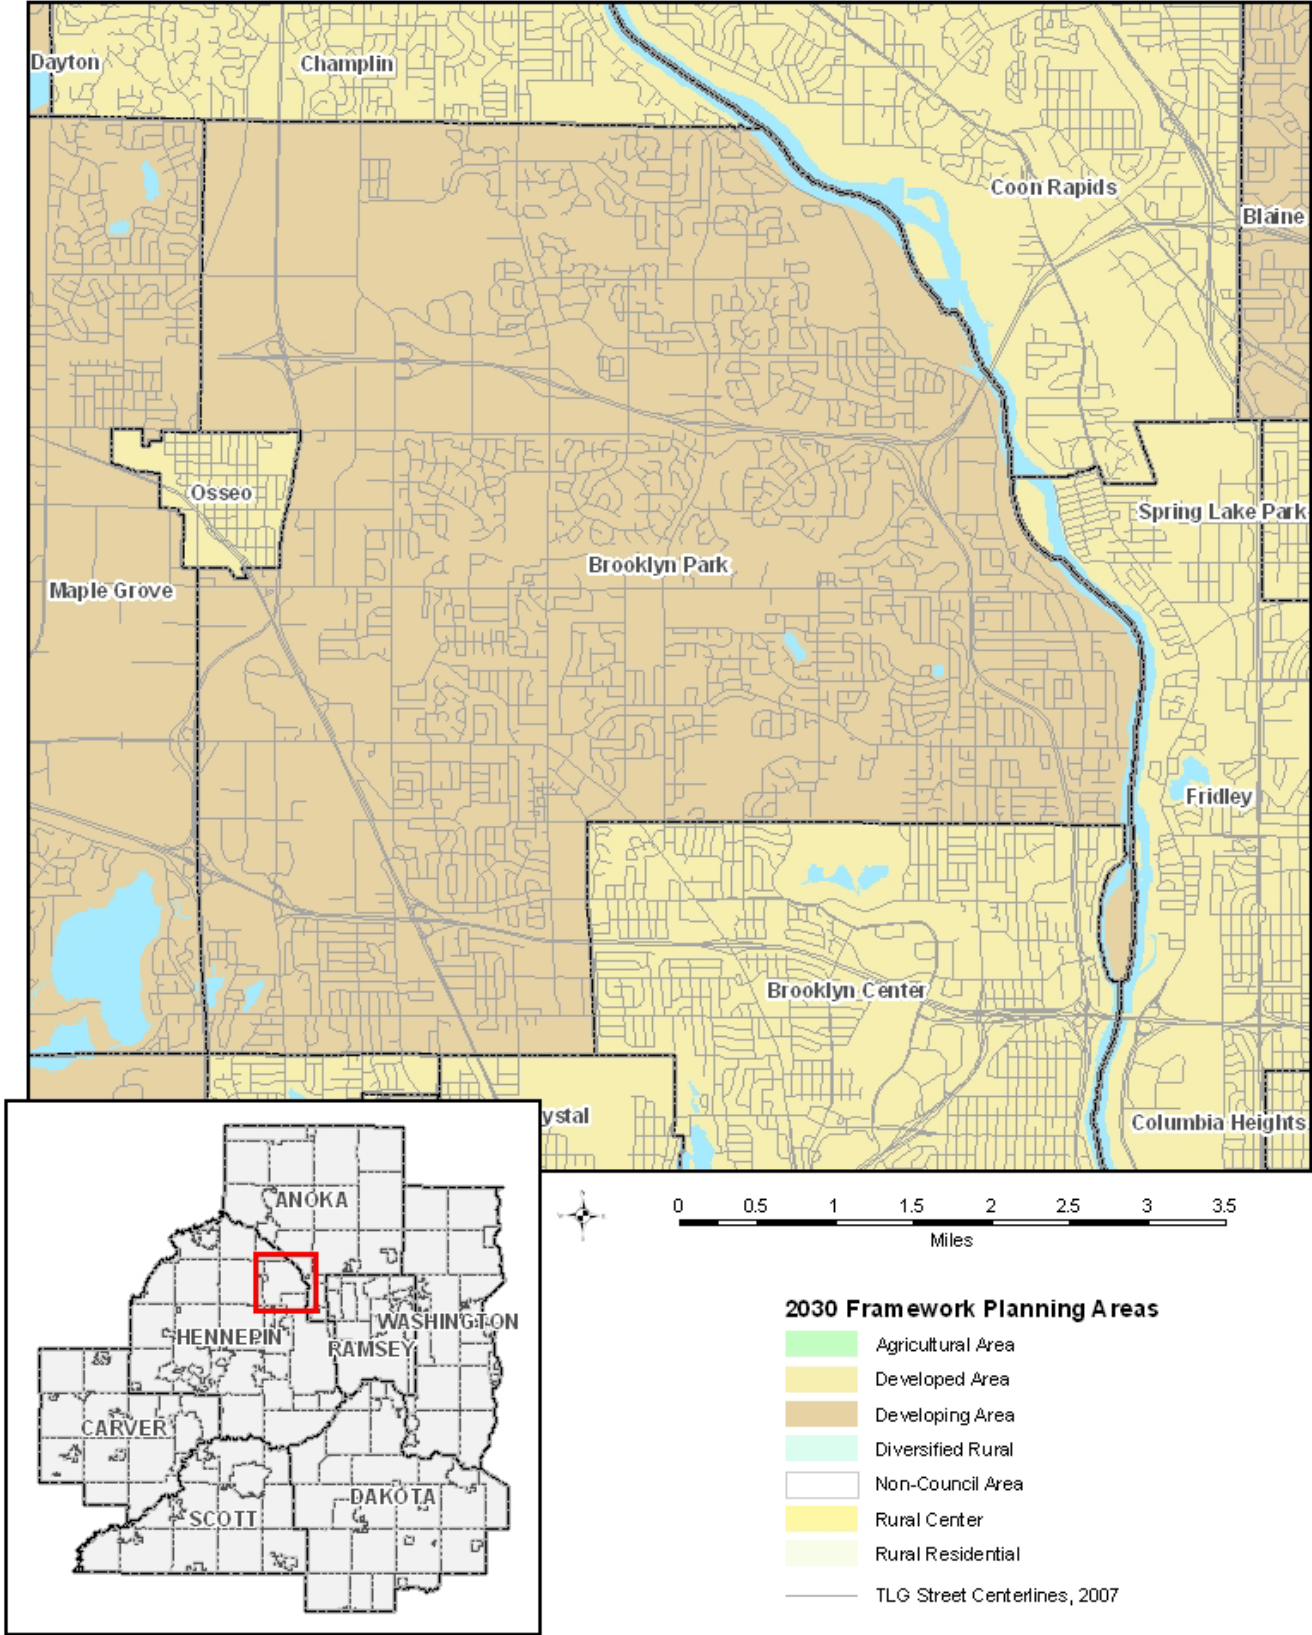 Dayton
Champlin
Coon Rapids
Blaine
Osseo
Spring Lake Park
Brooklyn Park
Maple Grove
Fridley
Brooklyn Center
ystal
Columbia Heights
ANOKA
WASHINGTON
HENNEPIN
RAMSEY
CARVER
DAKOTA
SCOTT
0 0.5 1 1.5 2 2.5 3 3.5
Miles
2030 Framework Planning Areas
Agricultural Area
Developed Area
Developing Area
Diversified Rural
Non-Council Area
Rural Center
Rural Residential
TLG Street Centerlines, 2007